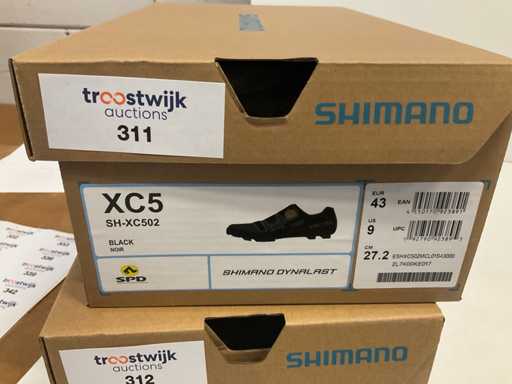 troostwijk
auctions
311
SHIMANO
XC5
SH-XC502
BLACK
NOIR
SPD
SHIMANO DYNALAST
EUR
43
EAN
US
9
UPC
CM
27.2
troostwijk
auctions
312
342